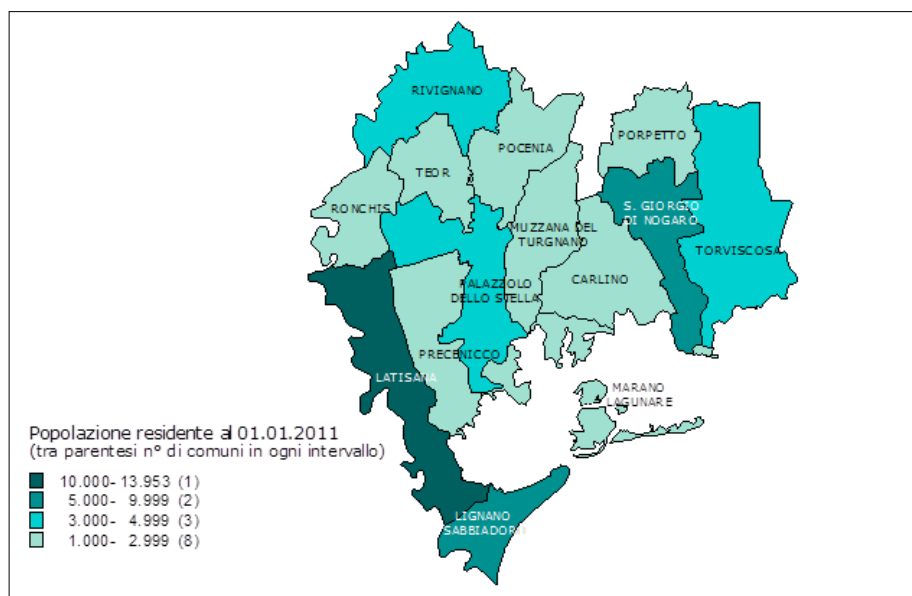 RIVIGNANO
PORPETTO
POCENIA
TEOR
RONCHIS
S. GIORGIO
DI NOGARO
MUZZANA DEL
TURGNANO
TORVISCOSA
CARLINO
PALAZZOLO
DELLO STELLA
PRECENICCO
LATISANA
MARANO
LAGUNARE
LIGNANO
SABBIADORO
Popolazione residente al 01.01.2011
(tra parentesi n° di comuni in ogni intervallo)
10.000- 13.953 (1)
5.000- 9.999 (2)
3.000- 4.999 (3)
1.000- 2.999 (8)